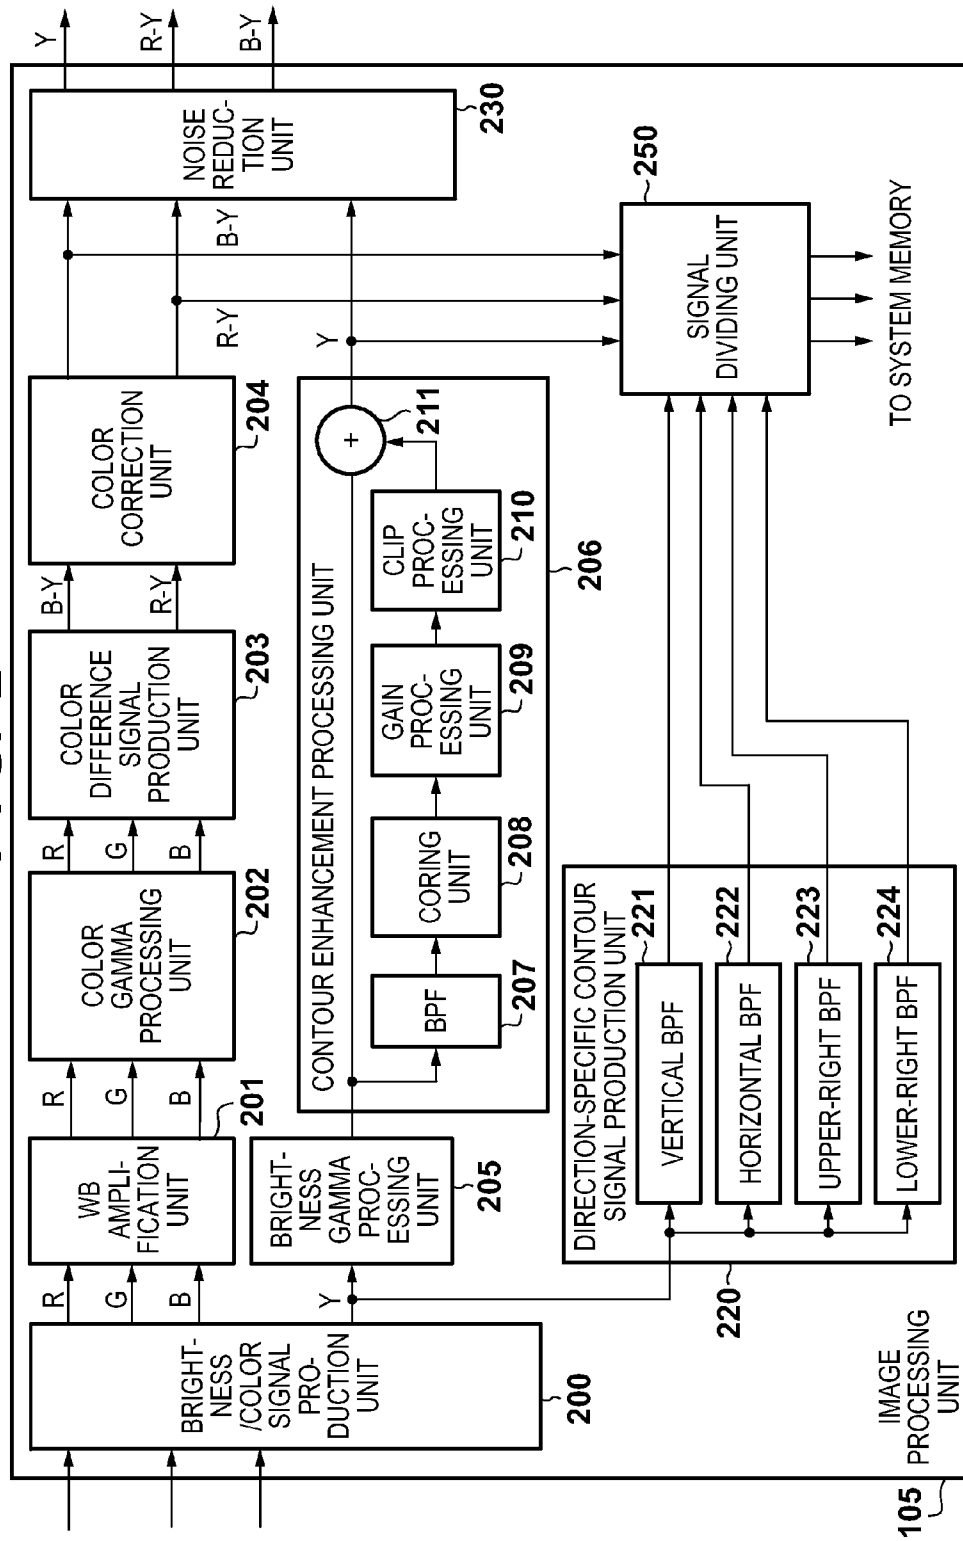 Y
R-Y
B-Y
NOISE
REDUC-
TION
UNIT
230
B-Y
R-Y
Y
COLOR
CORRECTION
UNIT
204
B-Y
R-Y
COLOR
DIFFERENCE
SIGNAL
PRODUCTION
UNIT
203
R
G
B
COLOR
GAMMA
PROCESSING
UNIT
202
R
G
B
WB
AMPLI-
FICATION
UNIT
201
R
G
B
BRIGHT-
NESS
/COLOR
SIGNAL
PRO-
DUCTION
UNIT
200
Y
BRIGHT-
NESS
GAMMA
PROC-
ESSING
UNIT
205
CONTOUR ENHANCEMENT PROCESSING UNIT
BPF
207
CORING
UNIT
208
GAIN
PROC-
ESSING
UNIT
209
CLIP
PROC-
ESSING
UNIT
210
+
211
206
SIGNAL
DIVIDING UNIT
250
TO SYSTEM MEMORY
DIRECTION-SPECIFIC CONTOUR
SIGNAL PRODUCTION UNIT
VERTICAL BPF
221
HORIZONTAL BPF
222
UPPER-RIGHT BPF
223
LOWER-RIGHT BPF
224
220
IMAGE
PROCESSING
UNIT
105